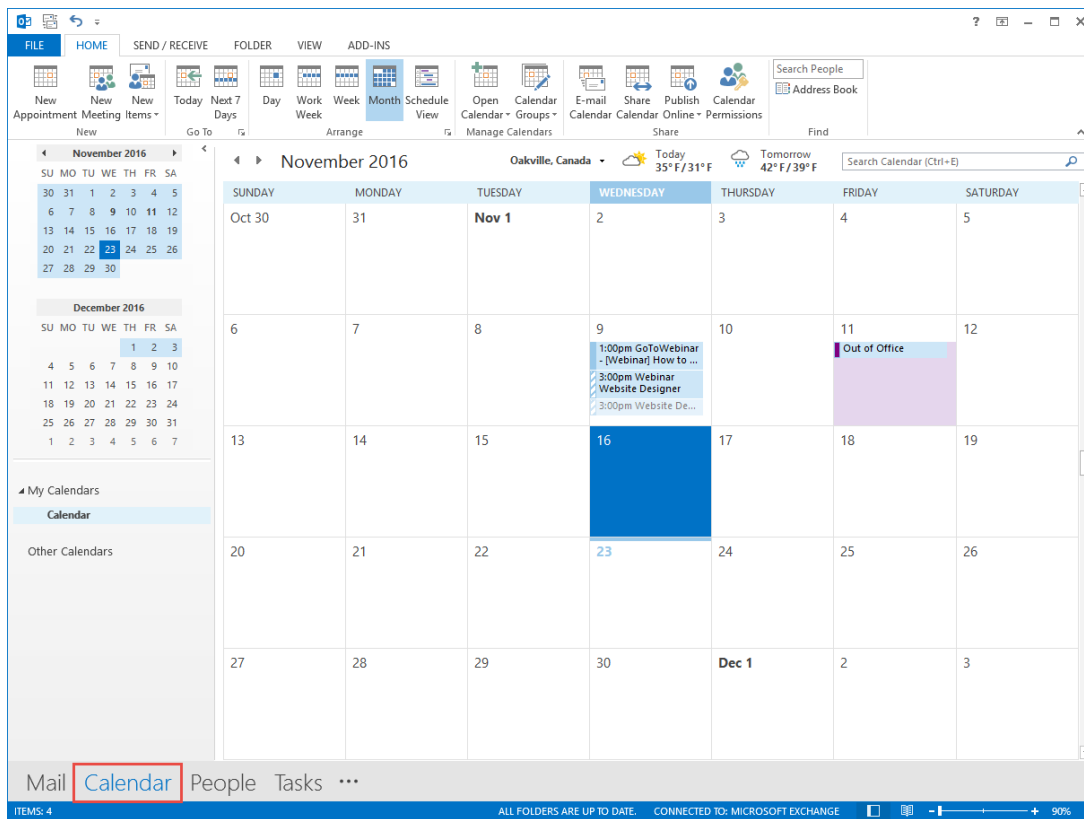 FILE HOME SEND / RECEIVE FOLDER VIEW ADD-INS
New Appointment
New Meeting
New Items
New
Today
Next 7 Days
Go To
Day
Work Week
Week
Month
Schedule View
Arrange
Open Calendar
Calendar Groups
Manage Calendars
E-mail Calendar
Share Calendar
Publish Online
Calendar Permissions
Share
Search People
Address Book
Find
November 2016
SU MO TU WE TH FR SA
30 31 1 2 3 4 5
6 7 8 9 10 11 12
13 14 15 16 17 18 19
20 21 22 23 24 25 26
27 28 29 30
December 2016
SU MO TU WE TH FR SA
1 2 3
4 5 6 7 8 9 10
11 12 13 14 15 16 17
18 19 20 21 22 23 24
25 26 27 28 29 30 31
1 2 3 4 5 6 7
My Calendars
Calendar
Other Calendars
November 2016
Oakville, Canada
Today
35°F/31°F
Tomorrow
42°F/39°F
Search Calendar (Ctrl+E)
SUNDAY MONDAY TUESDAY WEDNESDAY THURSDAY FRIDAY SATURDAY
Oct 30 31 Nov 1 2 3 4 5
6 7 8 9 10 11 12
1:00pm GoToWebinar
- [Webinar] How to ...
3:00pm Webinar
Website Designer
3:00pm Website De...
Out of Office
13 14 15 16 17 18 19
20 21 22 23 24 25 26
27 28 29 30 Dec 1 2 3
Mail Calendar People Tasks ...
ITEMS: 4
ALL FOLDERS ARE UP TO DATE.
CONNECTED TO: MICROSOFT EXCHANGE
90%